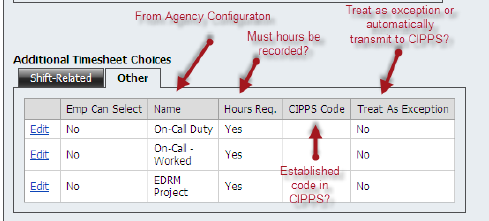 From Agency Configuraton
Must hours be
recorded?
Treat as exception or
automatically
transmit to CIPPS?
Additional Timesheet Choices
Shift-Related Other
Emp Can Select Name Hours Req. CIPPS Code Treat As Exception
Edit No On-Call Duty Yes No
Edit No On-Call -
Worked Yes No
Edit No EDRM
Project Yes No
Established
code in
CIPPS?